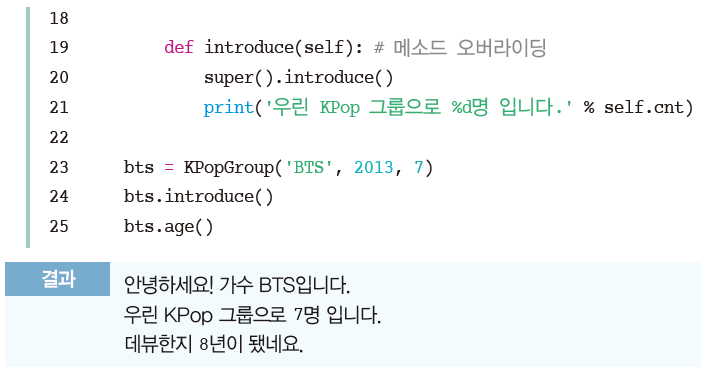 18
19 def introduce(self): # 메소드 오버라이딩
20 super().introduce()
21 print('우린 KPop 그룹으로 %d명 입니다.' % self.cnt)
22
23 bts = KPopGroup('BTS', 2013, 7)
24 bts.introduce()
25 bts.age()
결과
안녕하세요! 가수 BTS입니다.
우린 KPop 그룹으로 7명 입니다.
데뷔한지 8년이 됐네요.